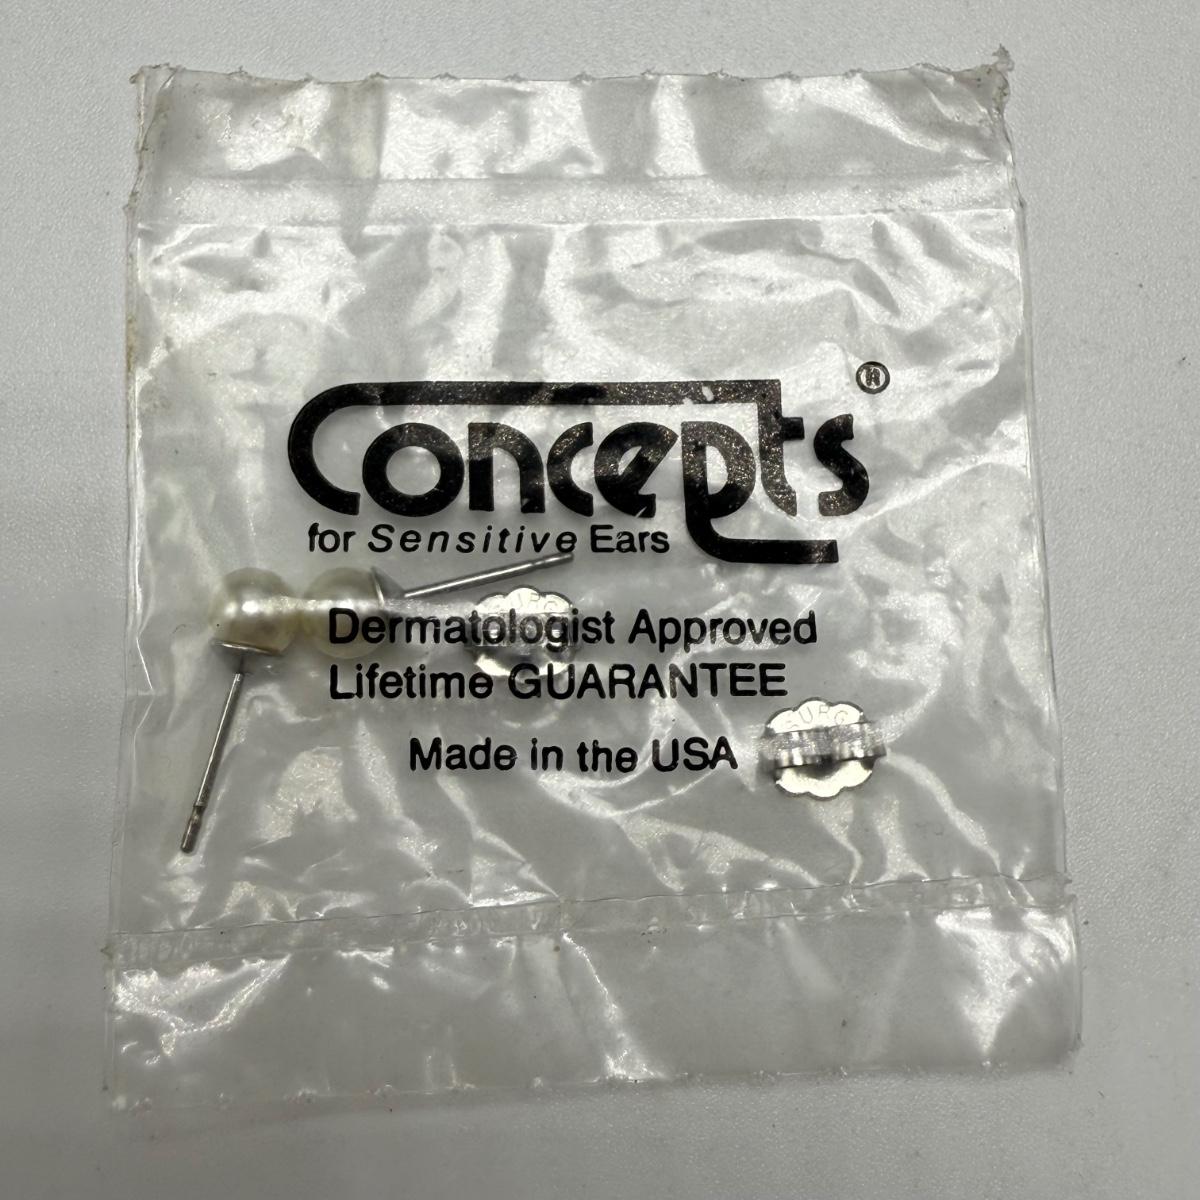 Concepts®
for Sensitive Ears
Dermatologist Approved
Lifetime GUARANTEE
Made in the USA